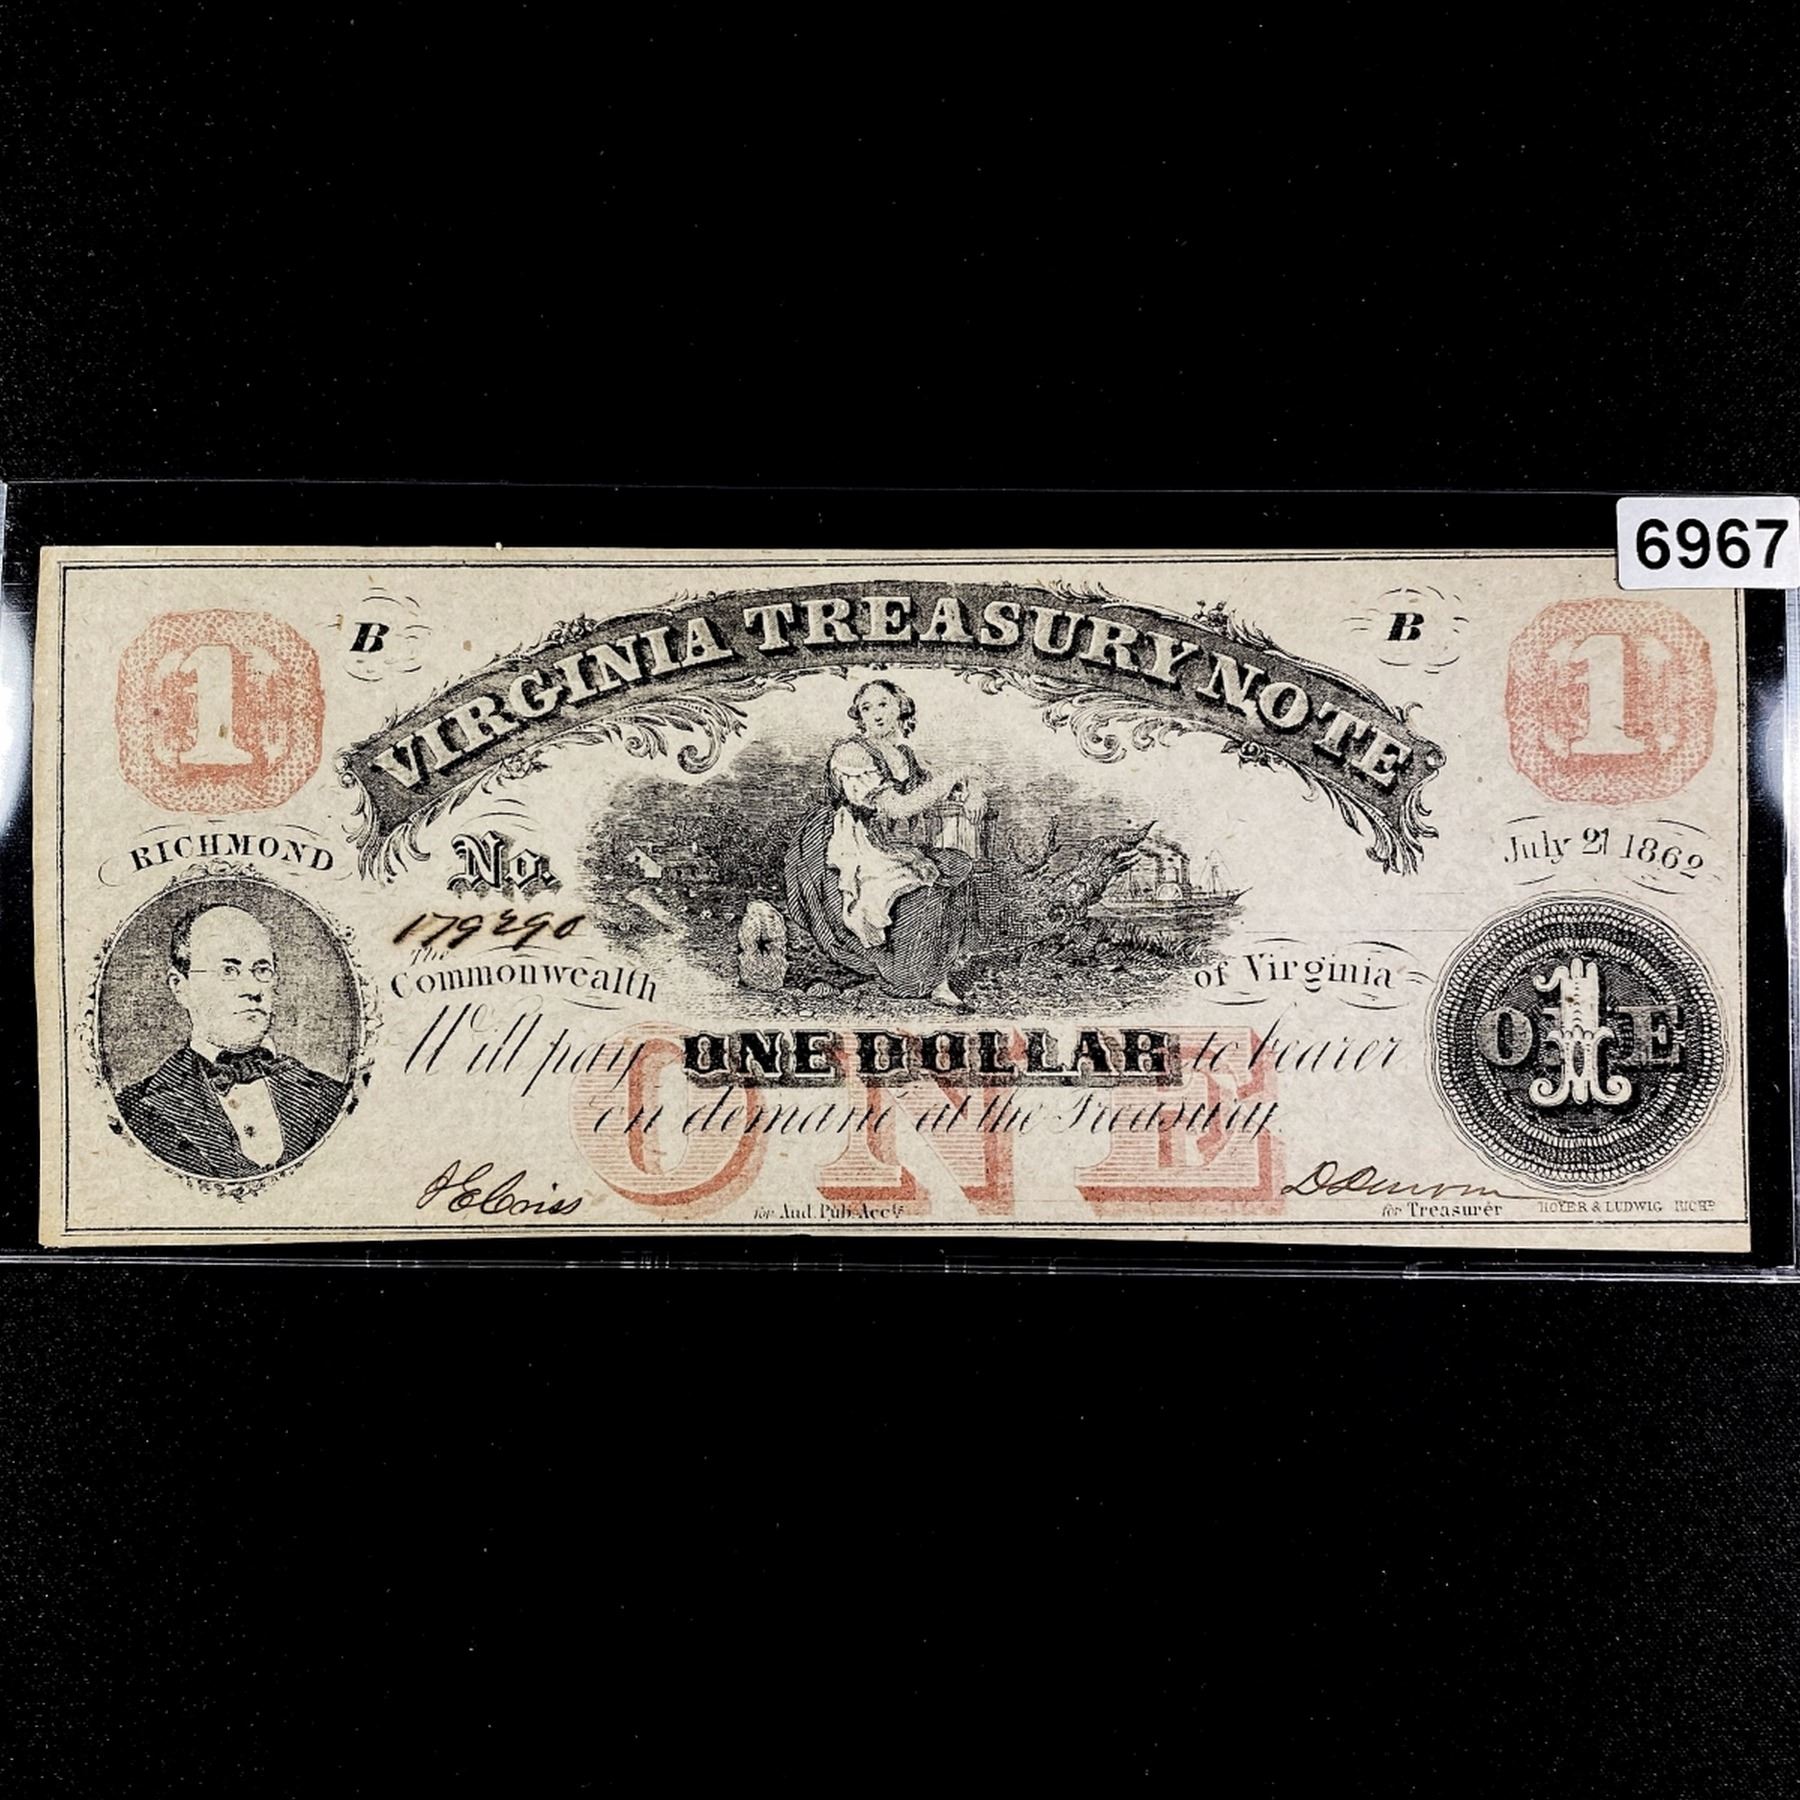 6967
VIRGINIA TREASURY NOTE
1 B B 1
RICHMOND
July 21 1862
No.
179290
The
Commonwealth of Virginia
Will pay ONE DOLLAR to bearer
ONE
on demand at the Treasury.
ONE
1
for Aud. Pub. Accts
for Treasurer
HOYER & LUDWIG RICHD